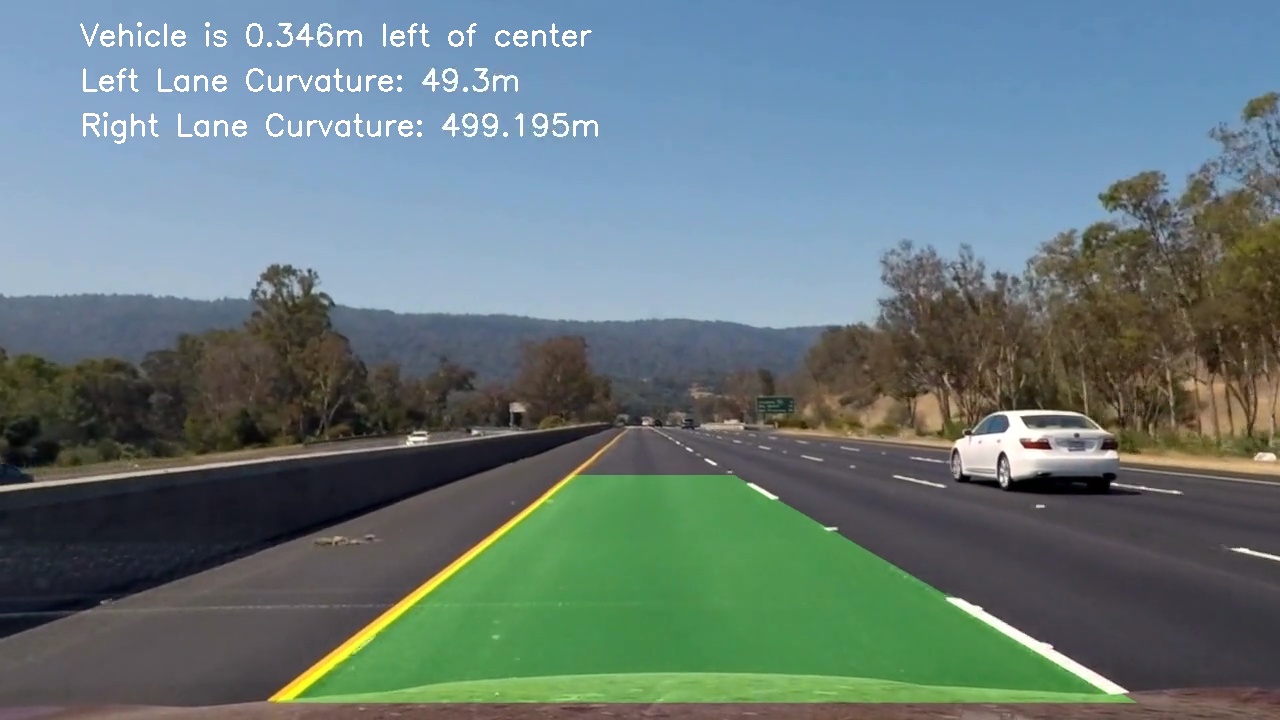 Vehicle is 0.346m left of center
Left Lane Curvature: 49.3m
Right Lane Curvature: 499.195m